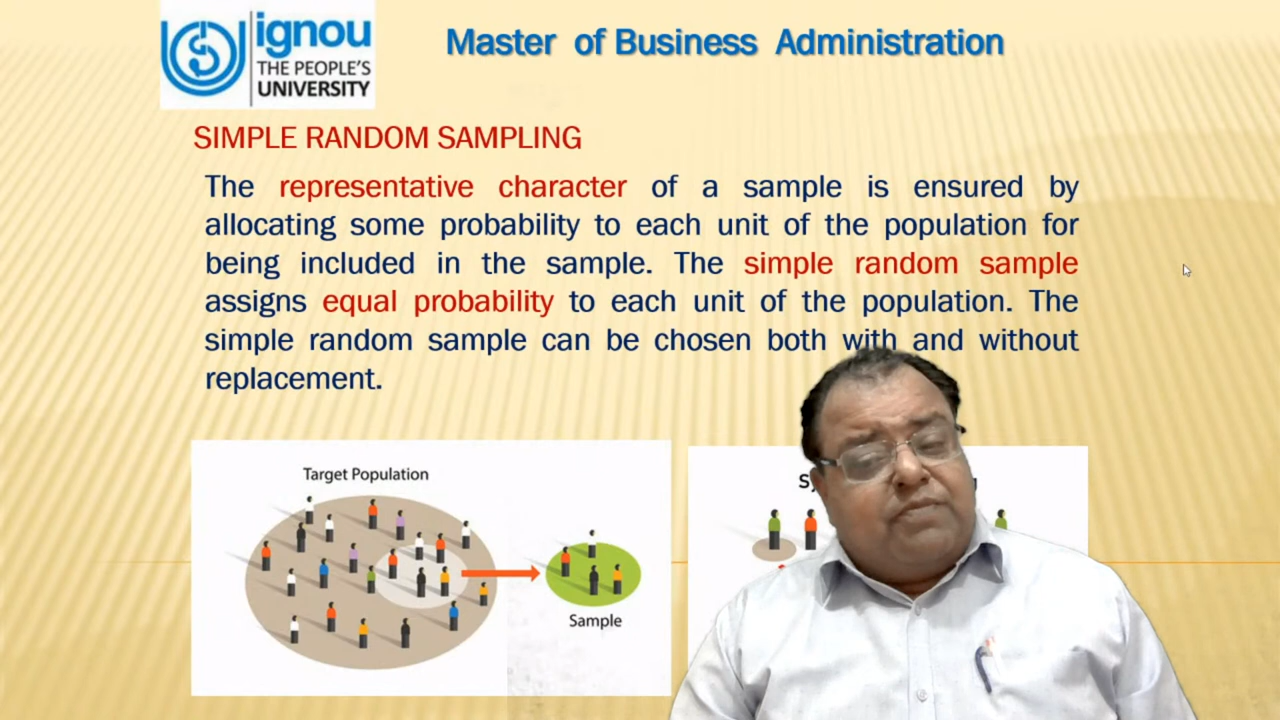 ignou
THE PEOPLE'S
UNIVERSITY
Master of Business Administration
SIMPLE RANDOM SAMPLING
The representative character of a sample is ensured by
allocating some probability to each unit of the population for
being included in the sample. The simple random sample
assigns equal probability to each unit of the population. The
simple random sample can be chosen both with and without
replacement.
Target Population
Sample